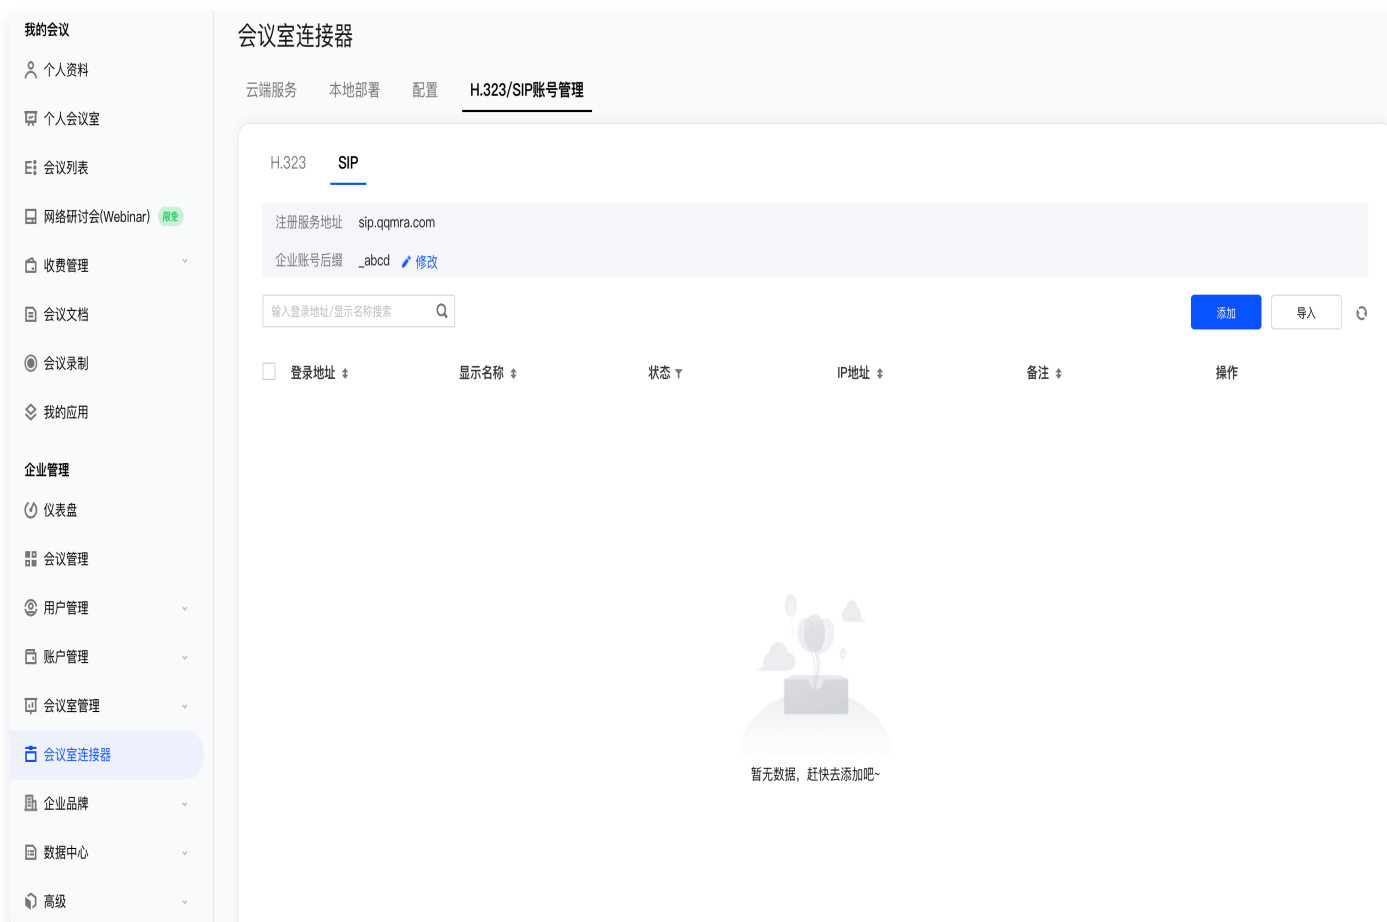 我的会议
个人资料
个人会议室
会议列表
网络研讨会(Webinar) 限免
收费管理
会议文档
会议录制
我的应用
企业管理
仪表盘
会议管理
用户管理
账户管理
会议室管理
会议室连接器
企业品牌
数据中心
高级
会议室连接器
云端服务 本地部署 配置 H.323/SIP账号管理
H.323 SIP
注册服务地址 sip.qqmra.com
企业账号后缀 _abcd 修改
输入登录地址/显示名称搜索 添加 导入
登录地址 显示名称 状态 IP地址 备注 操作
暂无数据，赶快去添加吧~